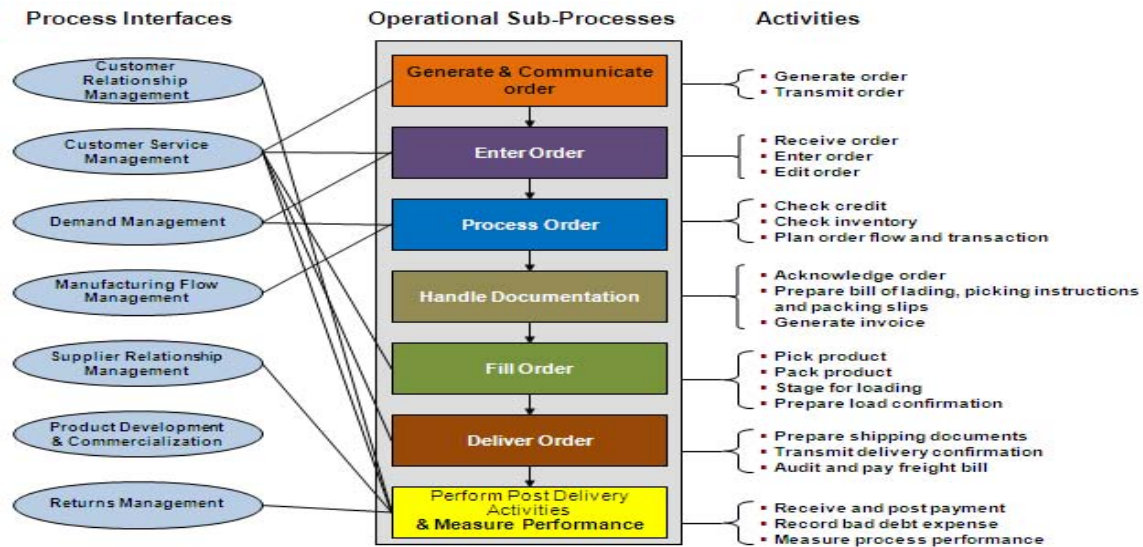 Process Interfaces
Operational Sub-Processes
Activities
Customer
Relationship
Management
Customer Service
Management
Demand Management
Manufacturing Flow
Management
Supplier Relationship
Management
Product Development
& Commercialization
Returns Management
Generate & Communicate
order
Enter Order
Process Order
Handle Documentation
Fill Order
Deliver Order
Perform Post Delivery
Activities
& Measure Performance
▪ Generate order
▪ Transmit order
▪ Receive order
▪ Enter order
▪ Edit order
▪ Check credit
▪ Check inventory
▪ Plan order flow and transaction
▪ Acknowledge order
▪ Prepare bill of lading, picking instructions
and packing slips
▪ Generate invoice
▪ Pick product
▪ Pack product
▪ Stage for loading
▪ Prepare load confirmation
▪ Prepare shipping documents
▪ Transmit delivery confirmation
▪ Audit and pay freight bill
▪ Receive and post payment
▪ Record bad debt expense
▪ Measure process performance